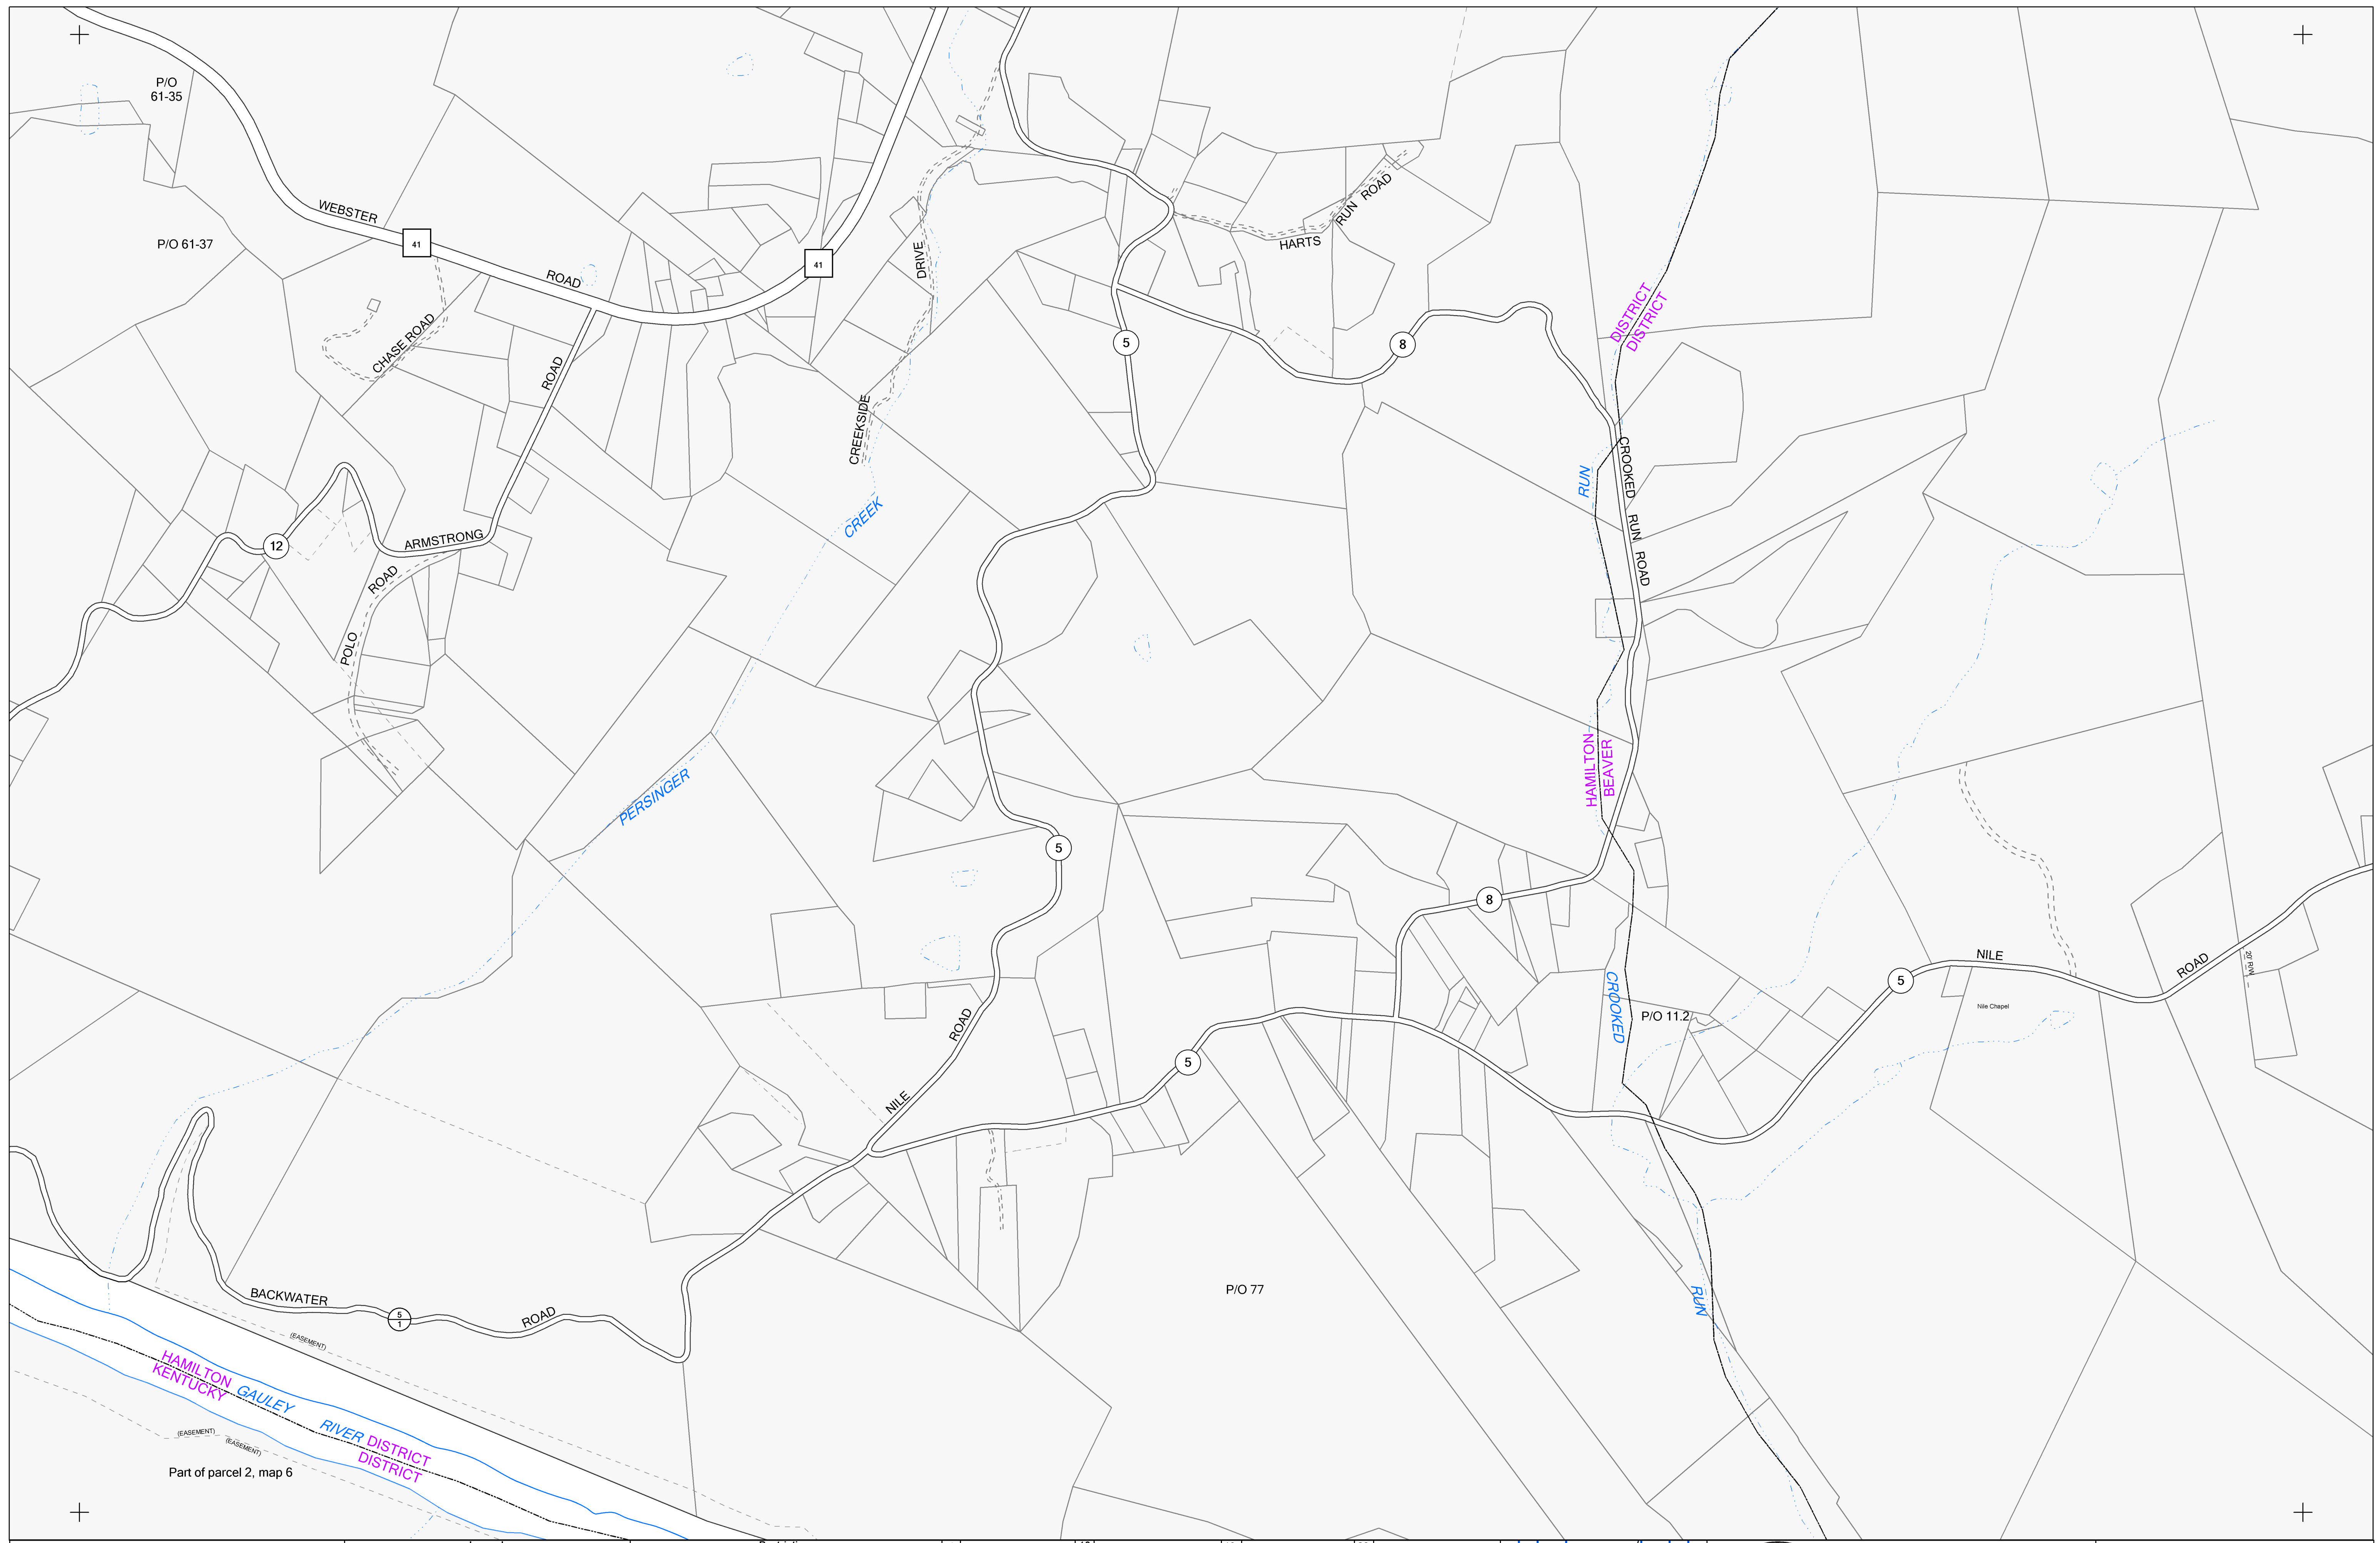 P/O
61-35
WEBSTER
41
ROAD
41
P/O 61-37
CHASE ROAD
ROAD
DRIVE
CREEKSIDE
HARTS
RUN ROAD
5
8
DISTRICT
DISTRICT
12
ARMSTRONG
ROAD
POLO
CREEK
PERSINGER
RUN
CROOKED
RUN
ROAD
HAMILTON
BEAVER
5
8
NILE
ROAD
5
NILE
ROAD
5
NILE
ROAD
20' R/W
Nile Chapel
CROOKED
P/O 11.2
RUN
P/O 77
BACKWATER
5
1
ROAD
(EASEMENT)
HAMILTON
KENTUCKY
GAULEY
RIVER
DISTRICT
DISTRICT
(EASEMENT)
(EASEMENT)
Part of parcel 2, map 6